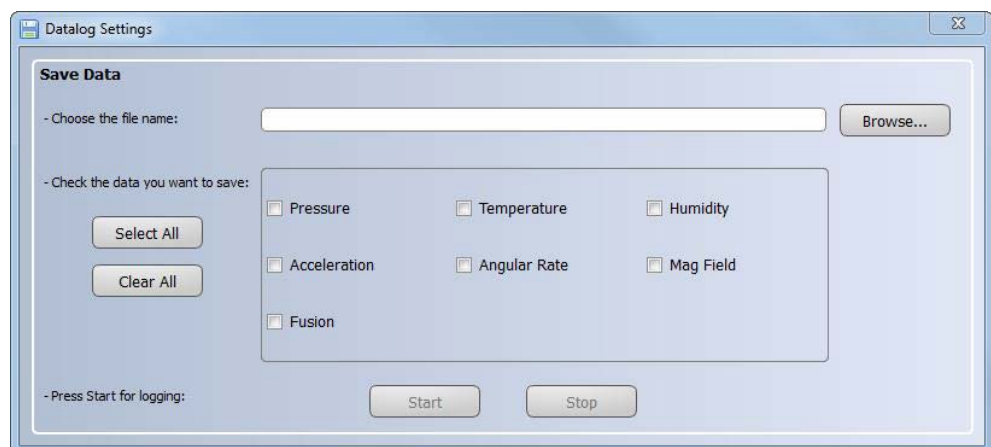 Datalog Settings
Save Data
- Choose the file name:
Browse...
- Check the data you want to save:
Select All
Clear All
Pressure Temperature Humidity
Acceleration Angular Rate Mag Field
Fusion
- Press Start for logging:
Start Stop